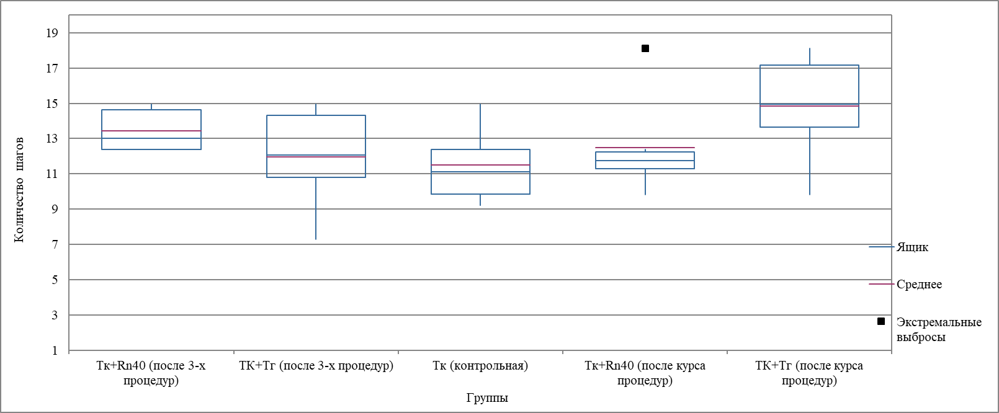 Количество шагов
19
17
15
13
11
9
7
5
3
1
Тк+Rn40 (после 3-х
процедур)
ТК+Тг (после 3-х процедур)
Тк (контрольная)
Тк+Rn40 (после курса
процедур)
ТК+Тг (после курса
процедур)
Группы
Ящик
Среднее
Экстремальные
выбросы